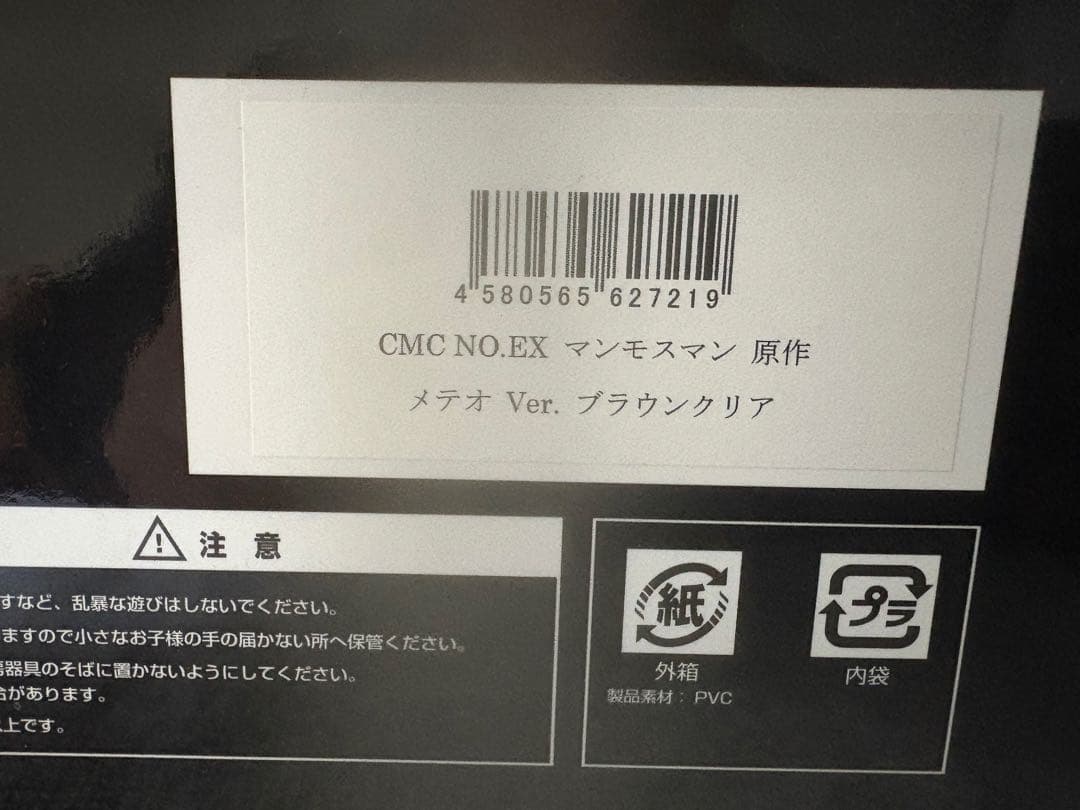 4 580565 627219
CMC NO.EX マンモスマン 原作
メテオ Ver. ブラウンクリア
注 意
すなど、乱暴な遊びはしないでください。
ますので小さなお子様の手の届かない所へ保管ください。
器具のそばに置かないようにしてください。
合があります。
上です。
紙
外箱
製品素材：PVC
プラ
内袋